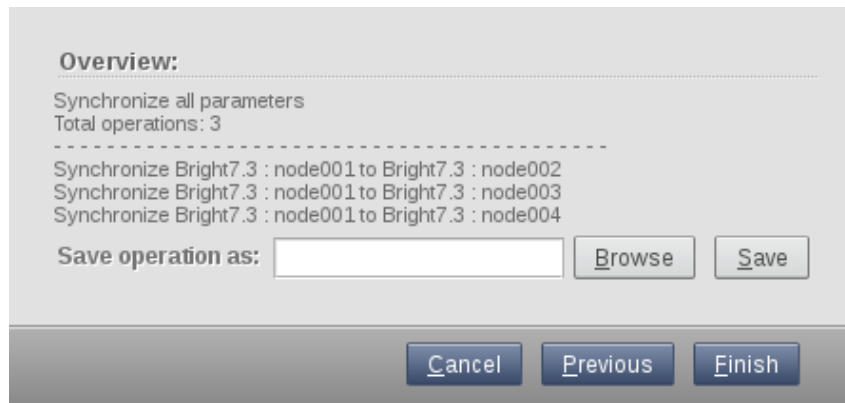 Overview:
Synchronize all parameters
Total operations: 3
- - - - - - - - - - - - - - - - - - - - - - - - - - - - - - - - - - - - - - - - - - -
Synchronize Bright7.3 : node001 to Bright7.3 : node002
Synchronize Bright7.3 : node001 to Bright7.3 : node003
Synchronize Bright7.3 : node001 to Bright7.3 : node004
Save operation as: Browse Save
Cancel Previous Finish